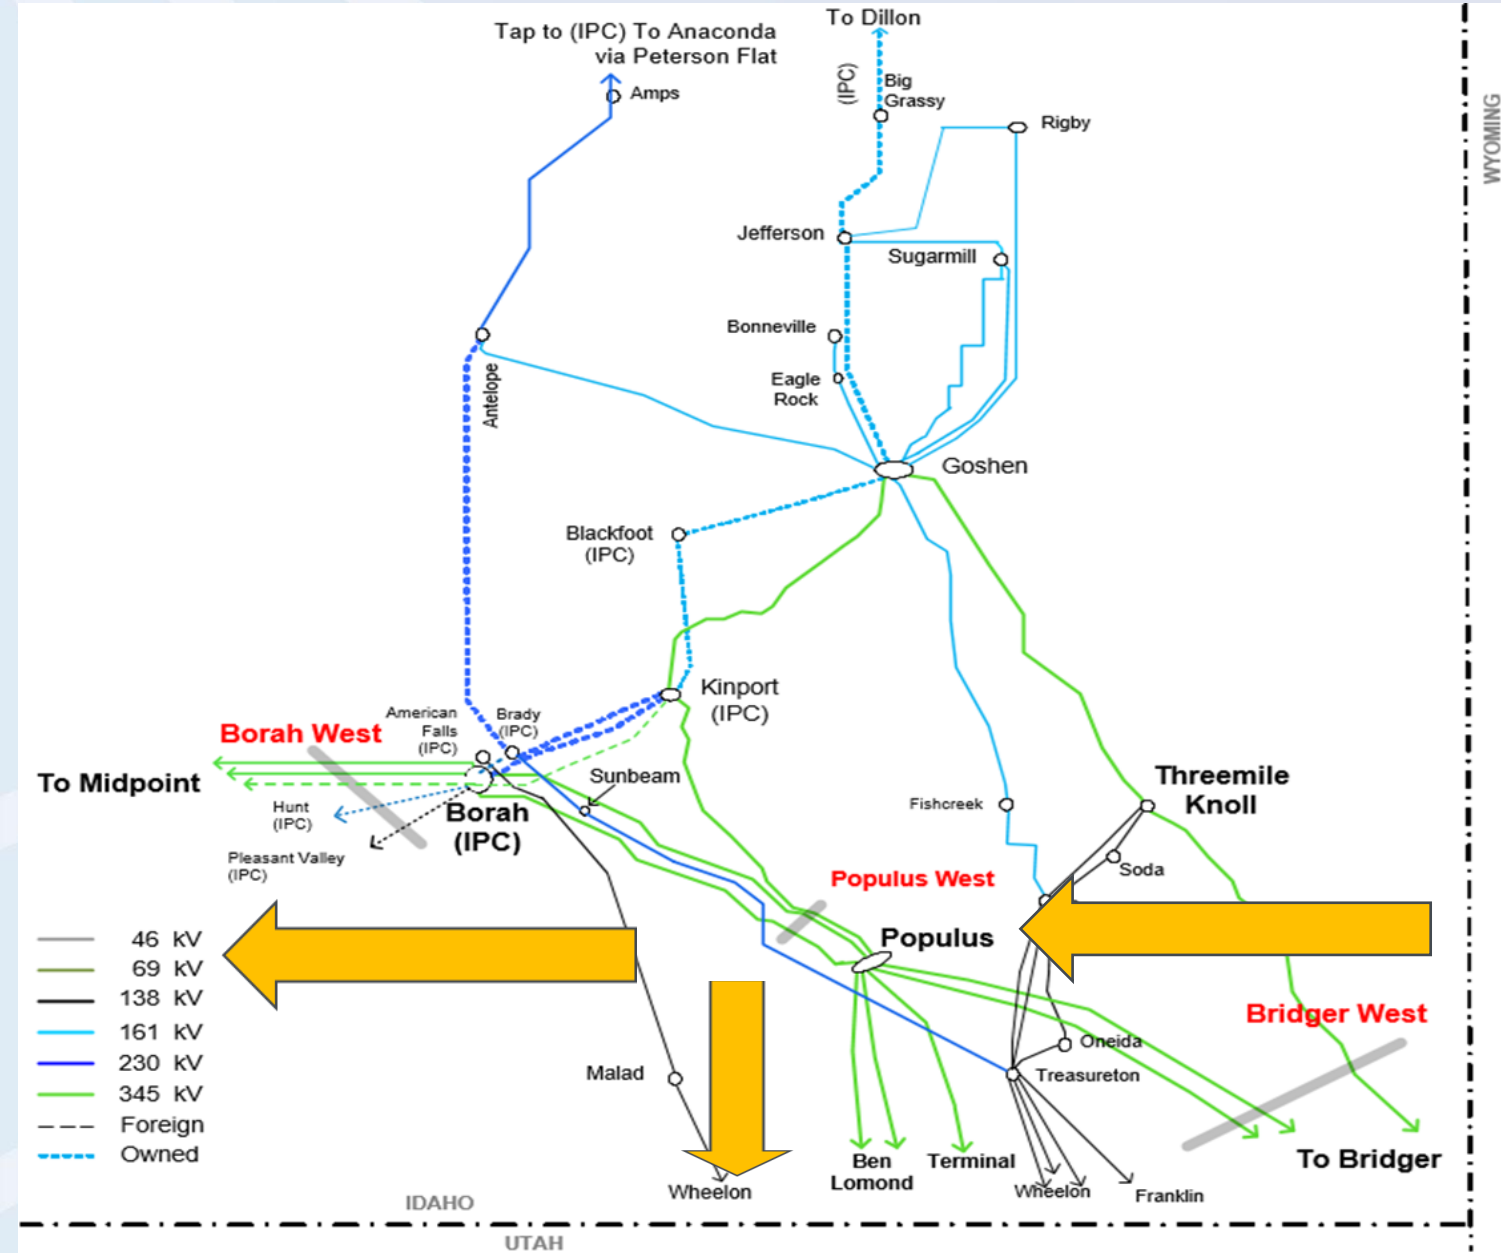 To Dillon
Tap to (IPC) To Anaconda
via Peterson Flat
Amps
(IPC)
Big
Grassy
Rigby
WYOMING
Jefferson
Sugarmill
Bonneville
Eagle
Rock
Antelope
Goshen
Blackfoot
(IPC)
Kinport
(IPC)
American
Falls
(IPC)
Brady
(IPC)
Borah West
To Midpoint
Sunbeam
Hunt
(IPC)
Borah
(IPC)
Pleasant Valley
(IPC)
Threemile
Knoll
Fishcreek
Soda
Populus West
Populus
46 kV
69 kV
138 kV
161 kV
230 kV
345 kV
Foreign
Owned
Bridger West
Oneida
Treasureton
Malad
Wheelon
Ben
Lomond
Terminal
Wheelon
Franklin
To Bridger
IDAHO
UTAH